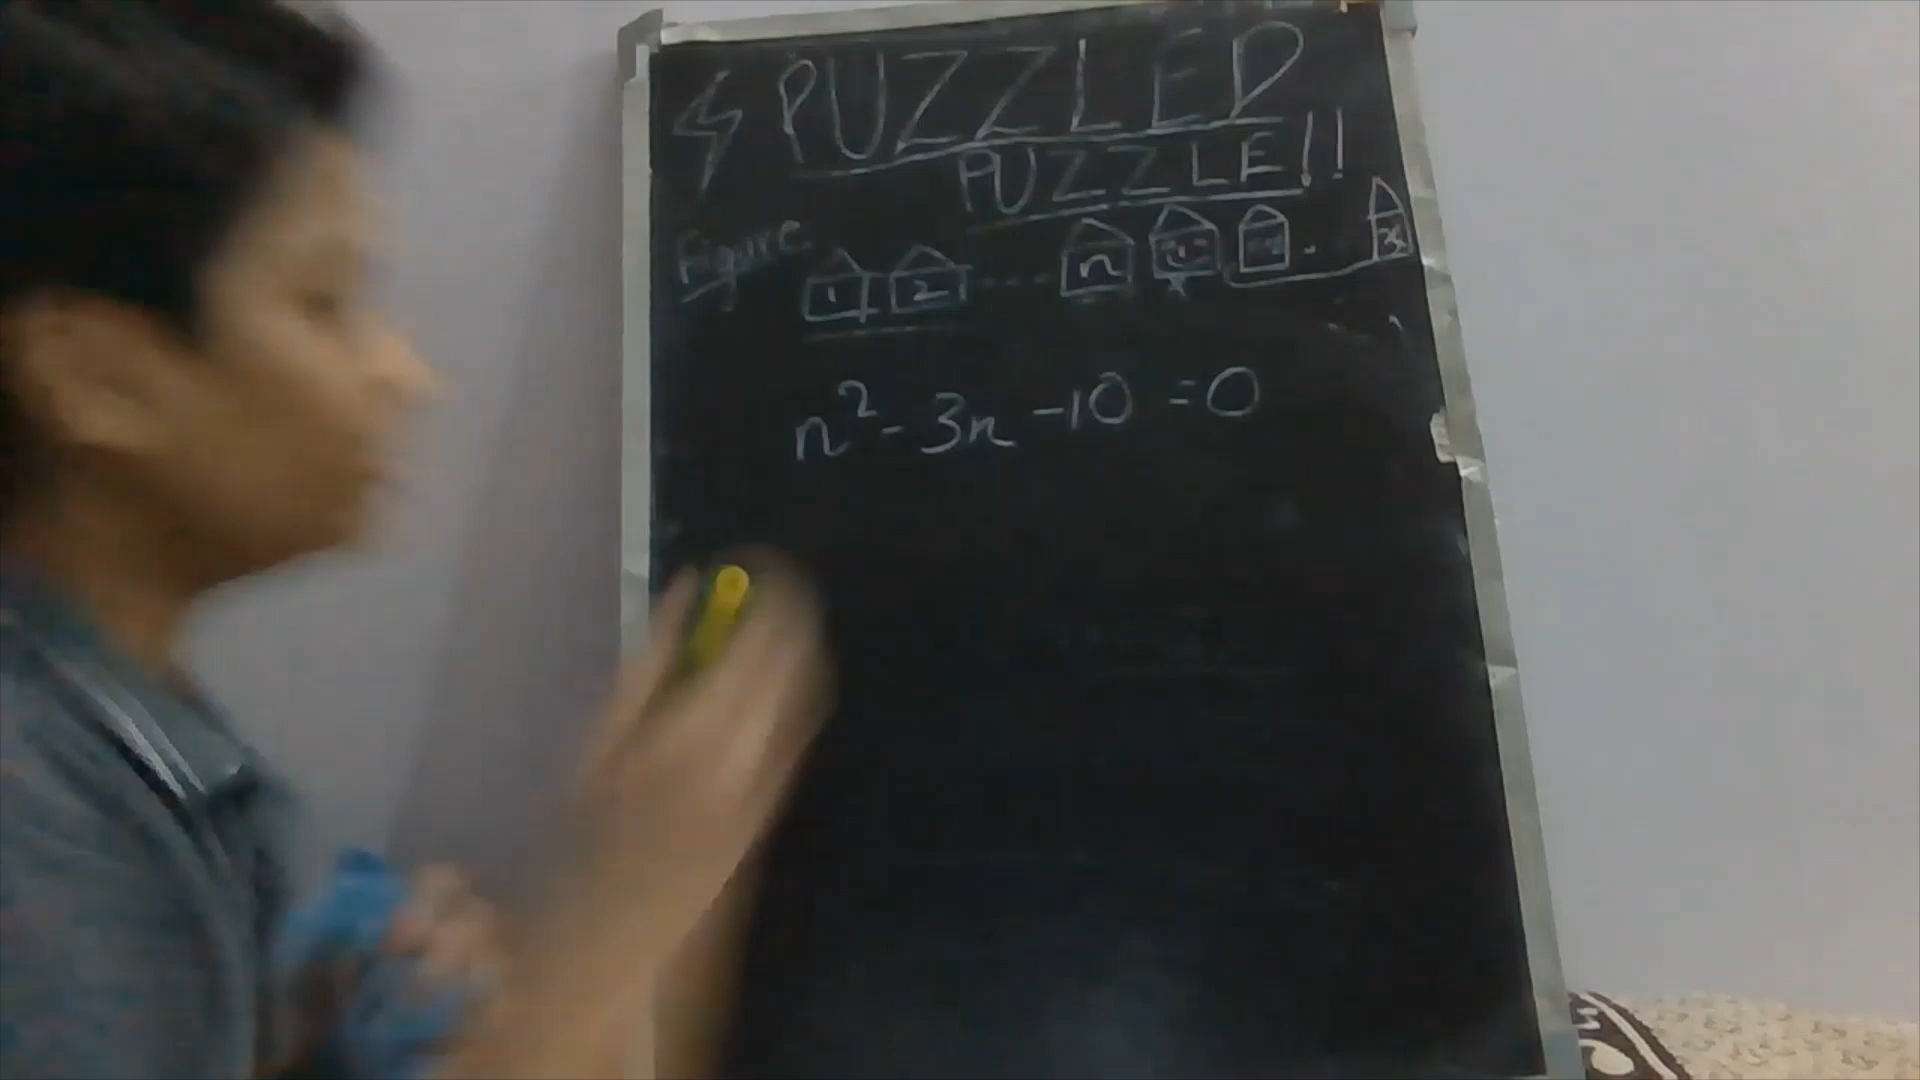 PUZZLED
PUZZLE!!
Figure
1 2 ... n
n² - 3n - 10 = 0